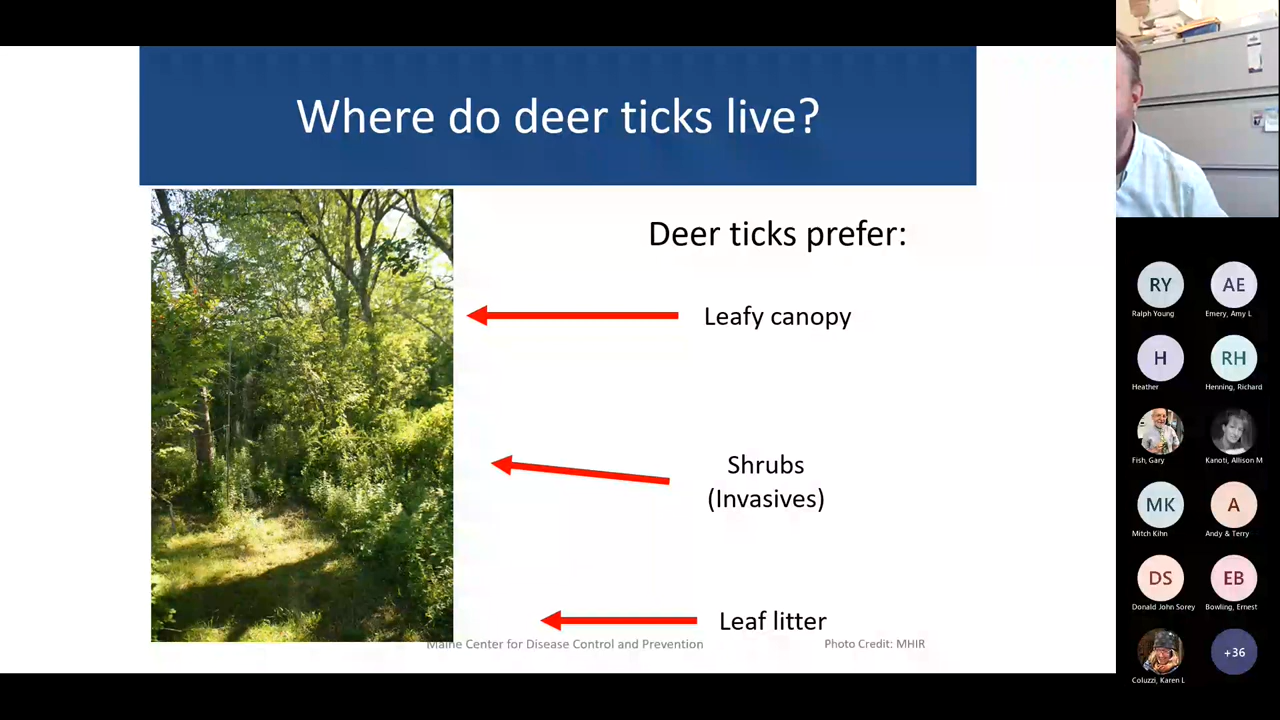 Where do deer ticks live?
Deer ticks prefer:
Leafy canopy
Shrubs
(Invasives)
Leaf litter
Maine Center for Disease Control and Prevention
Photo Credit: MHIR
RY
AE
Ralph Young
Emery, Amy L
H
RH
Heather
Henning, Richard
Fish, Gary
Kanoti, Allison M
MK
A
Mitch Kihn
Andy & Terry
DS
EB
Donald John Sorey
Bowling, Ernest
+36
Coluzzi, Karen L